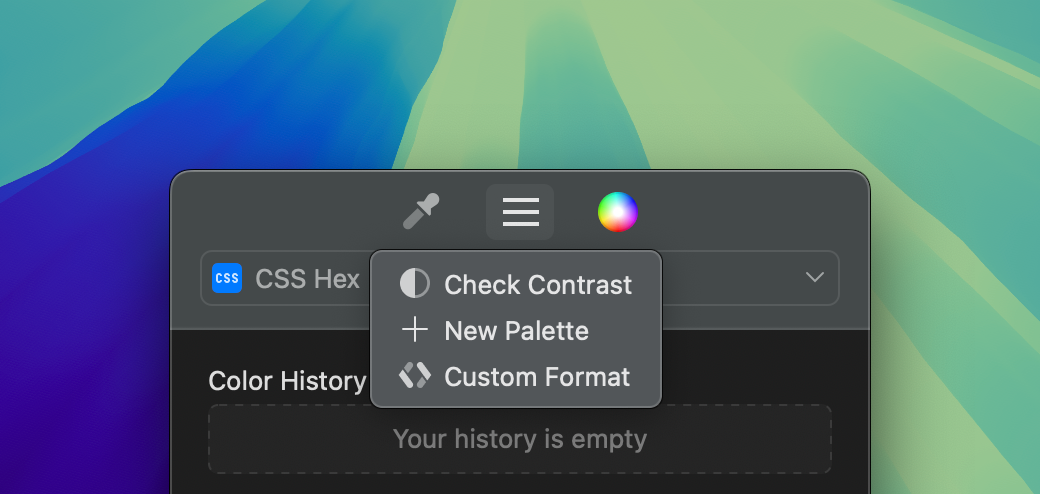 CSS CSS Hex
Check Contrast
New Palette
Custom Format
Color History
Your history is empty